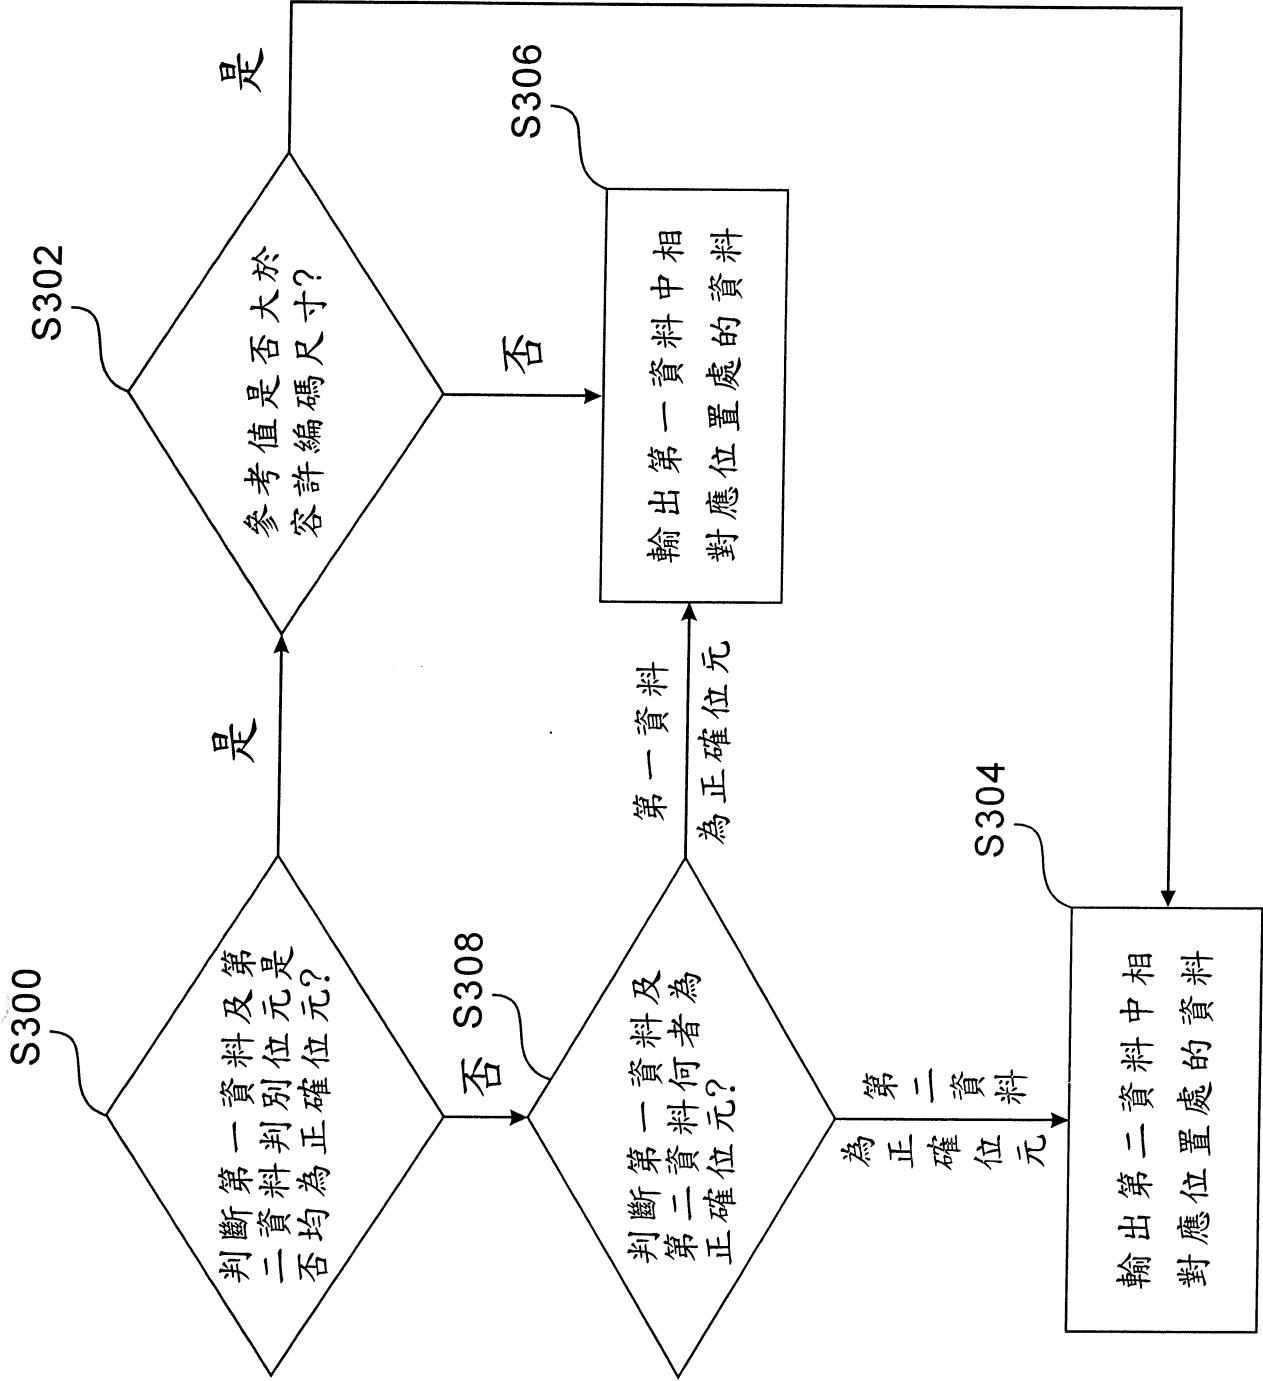 S300
判斷第一資料及第
二資料判別位元是
否均為正確位元?
是
S302
參考值是否大於
容許編碼尺寸?
是
否
S308
判斷第一資料及
第二資料何者為
正確位元?
否
S306
輸出第一資料中相
對應位置處的資料
第一資料
為正確位元
第二資料
為正確位元
S304
輸出第二資料中相
對應位置處的資料